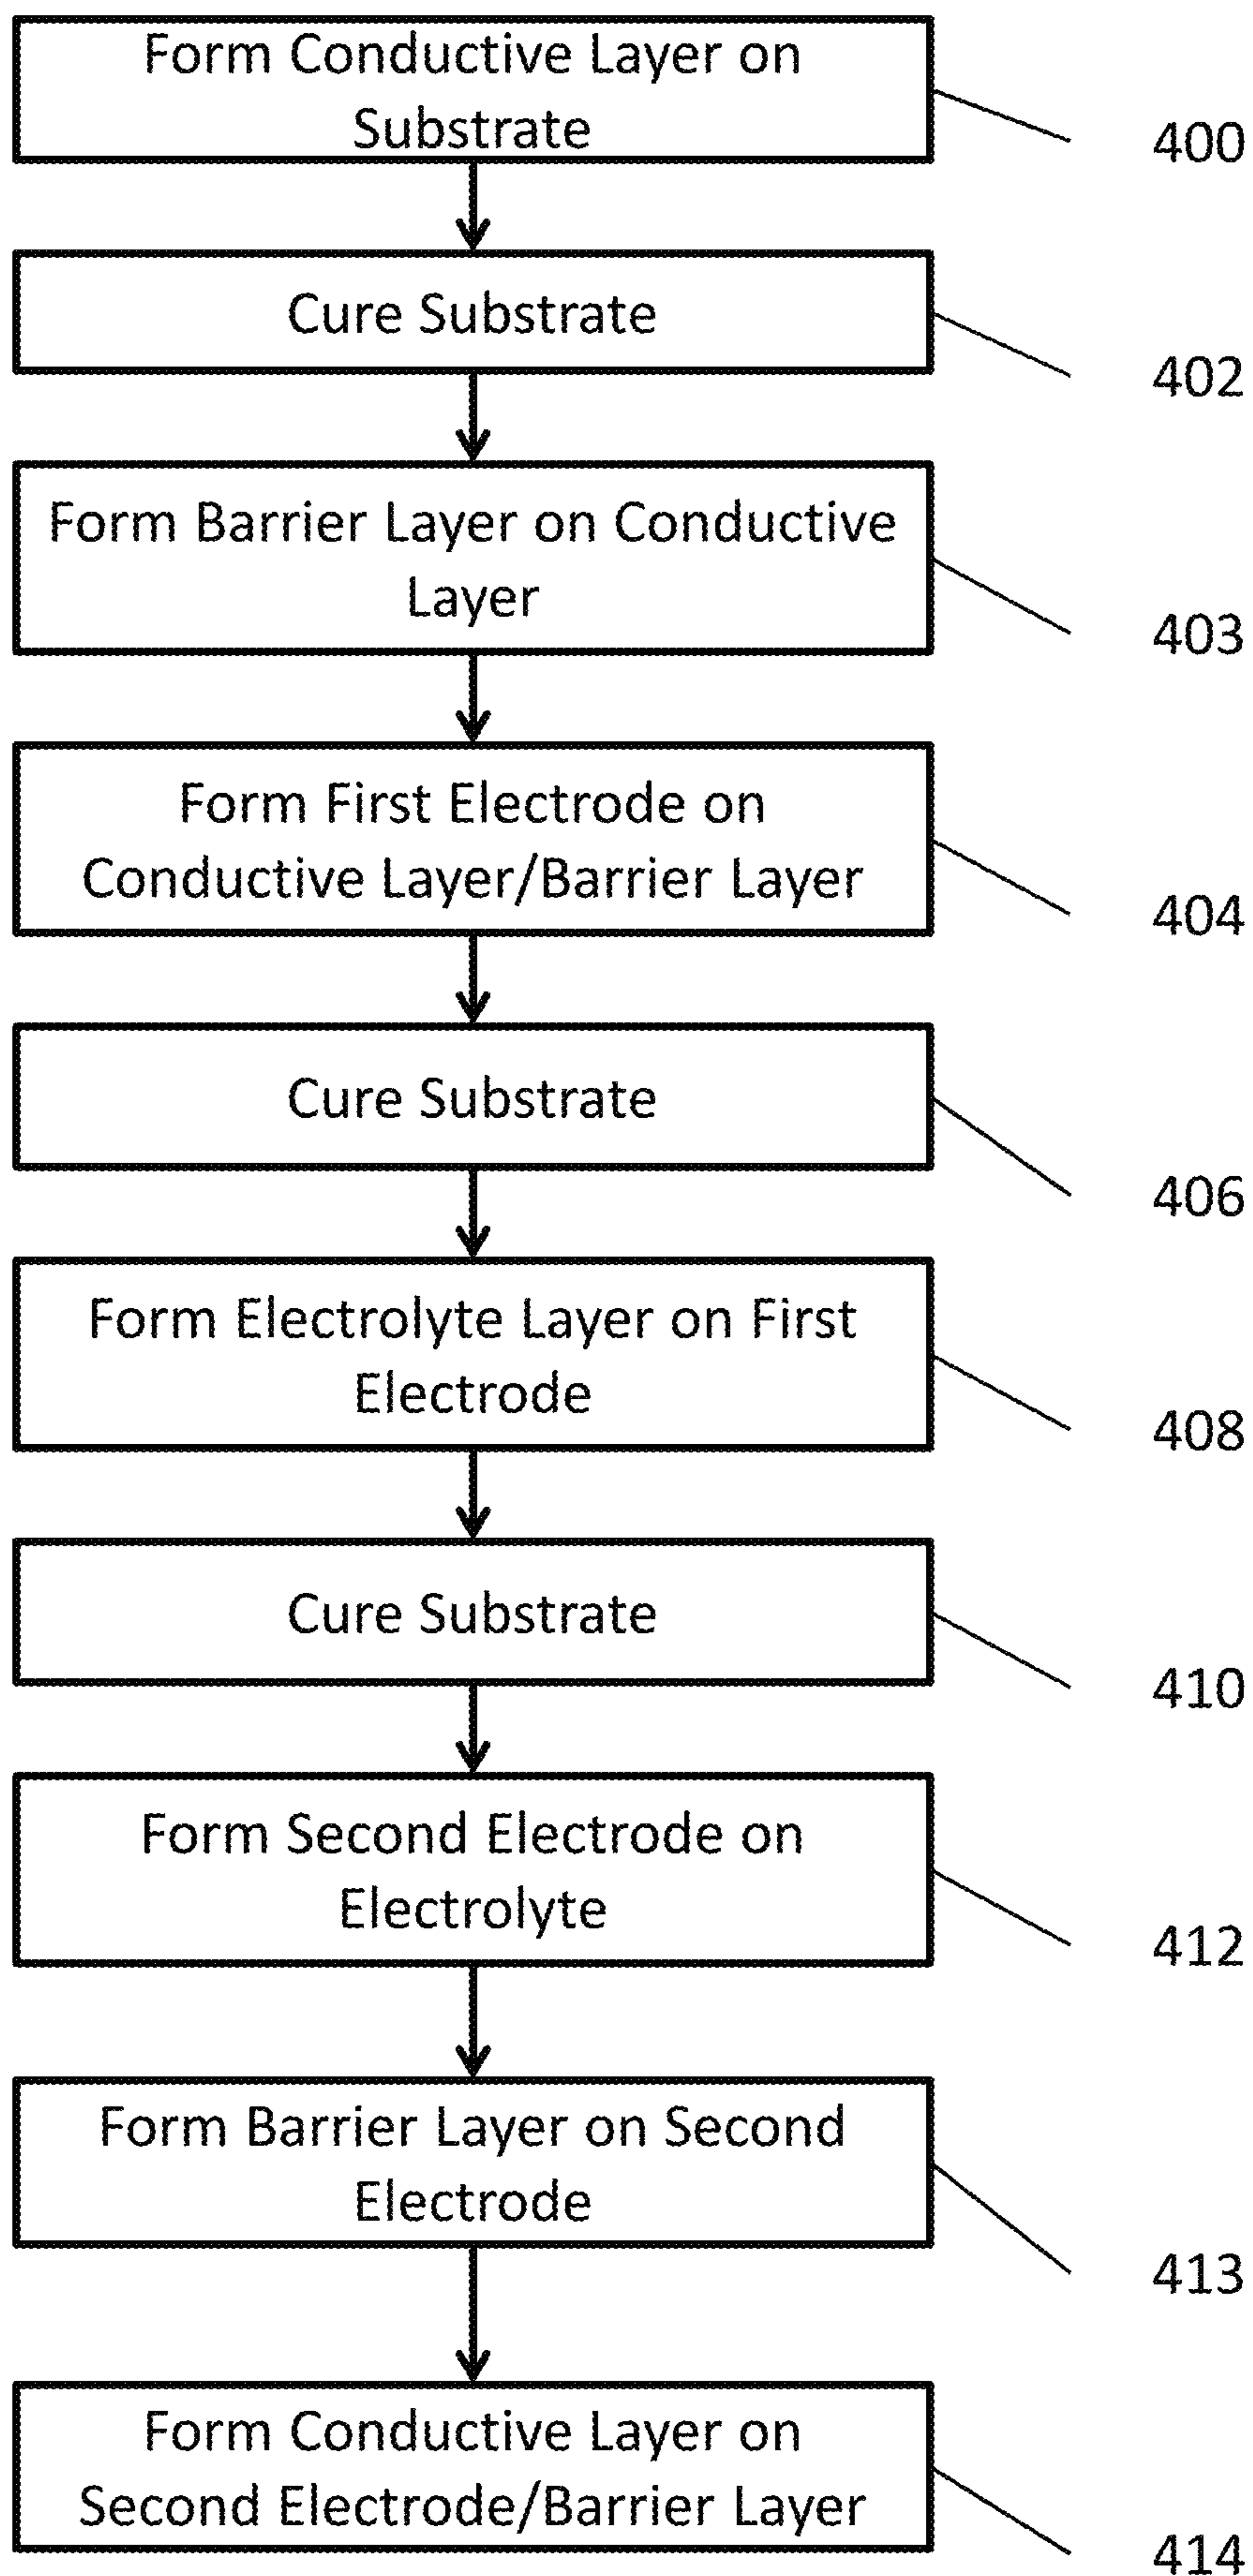 Form Conductive Layer on
Substrate
400
Cure Substrate
402
Form Barrier Layer on Conductive
Layer
403
Form First Electrode on
Conductive Layer/Barrier Layer
404
Cure Substrate
406
Form Electrolyte Layer on First
Electrode
408
Cure Substrate
410
Form Second Electrode on
Electrolyte
412
Form Barrier Layer on Second
Electrode
413
Form Conductive Layer on
Second Electrode/Barrier Layer
414